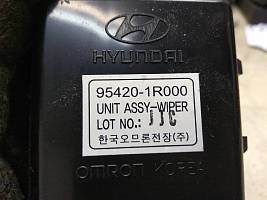 HYUNDAI
95420-1R000
UNIT ASSY-WIPER
LOT NO.: JJC
한국오므론전장(주)
OMRON KOREA